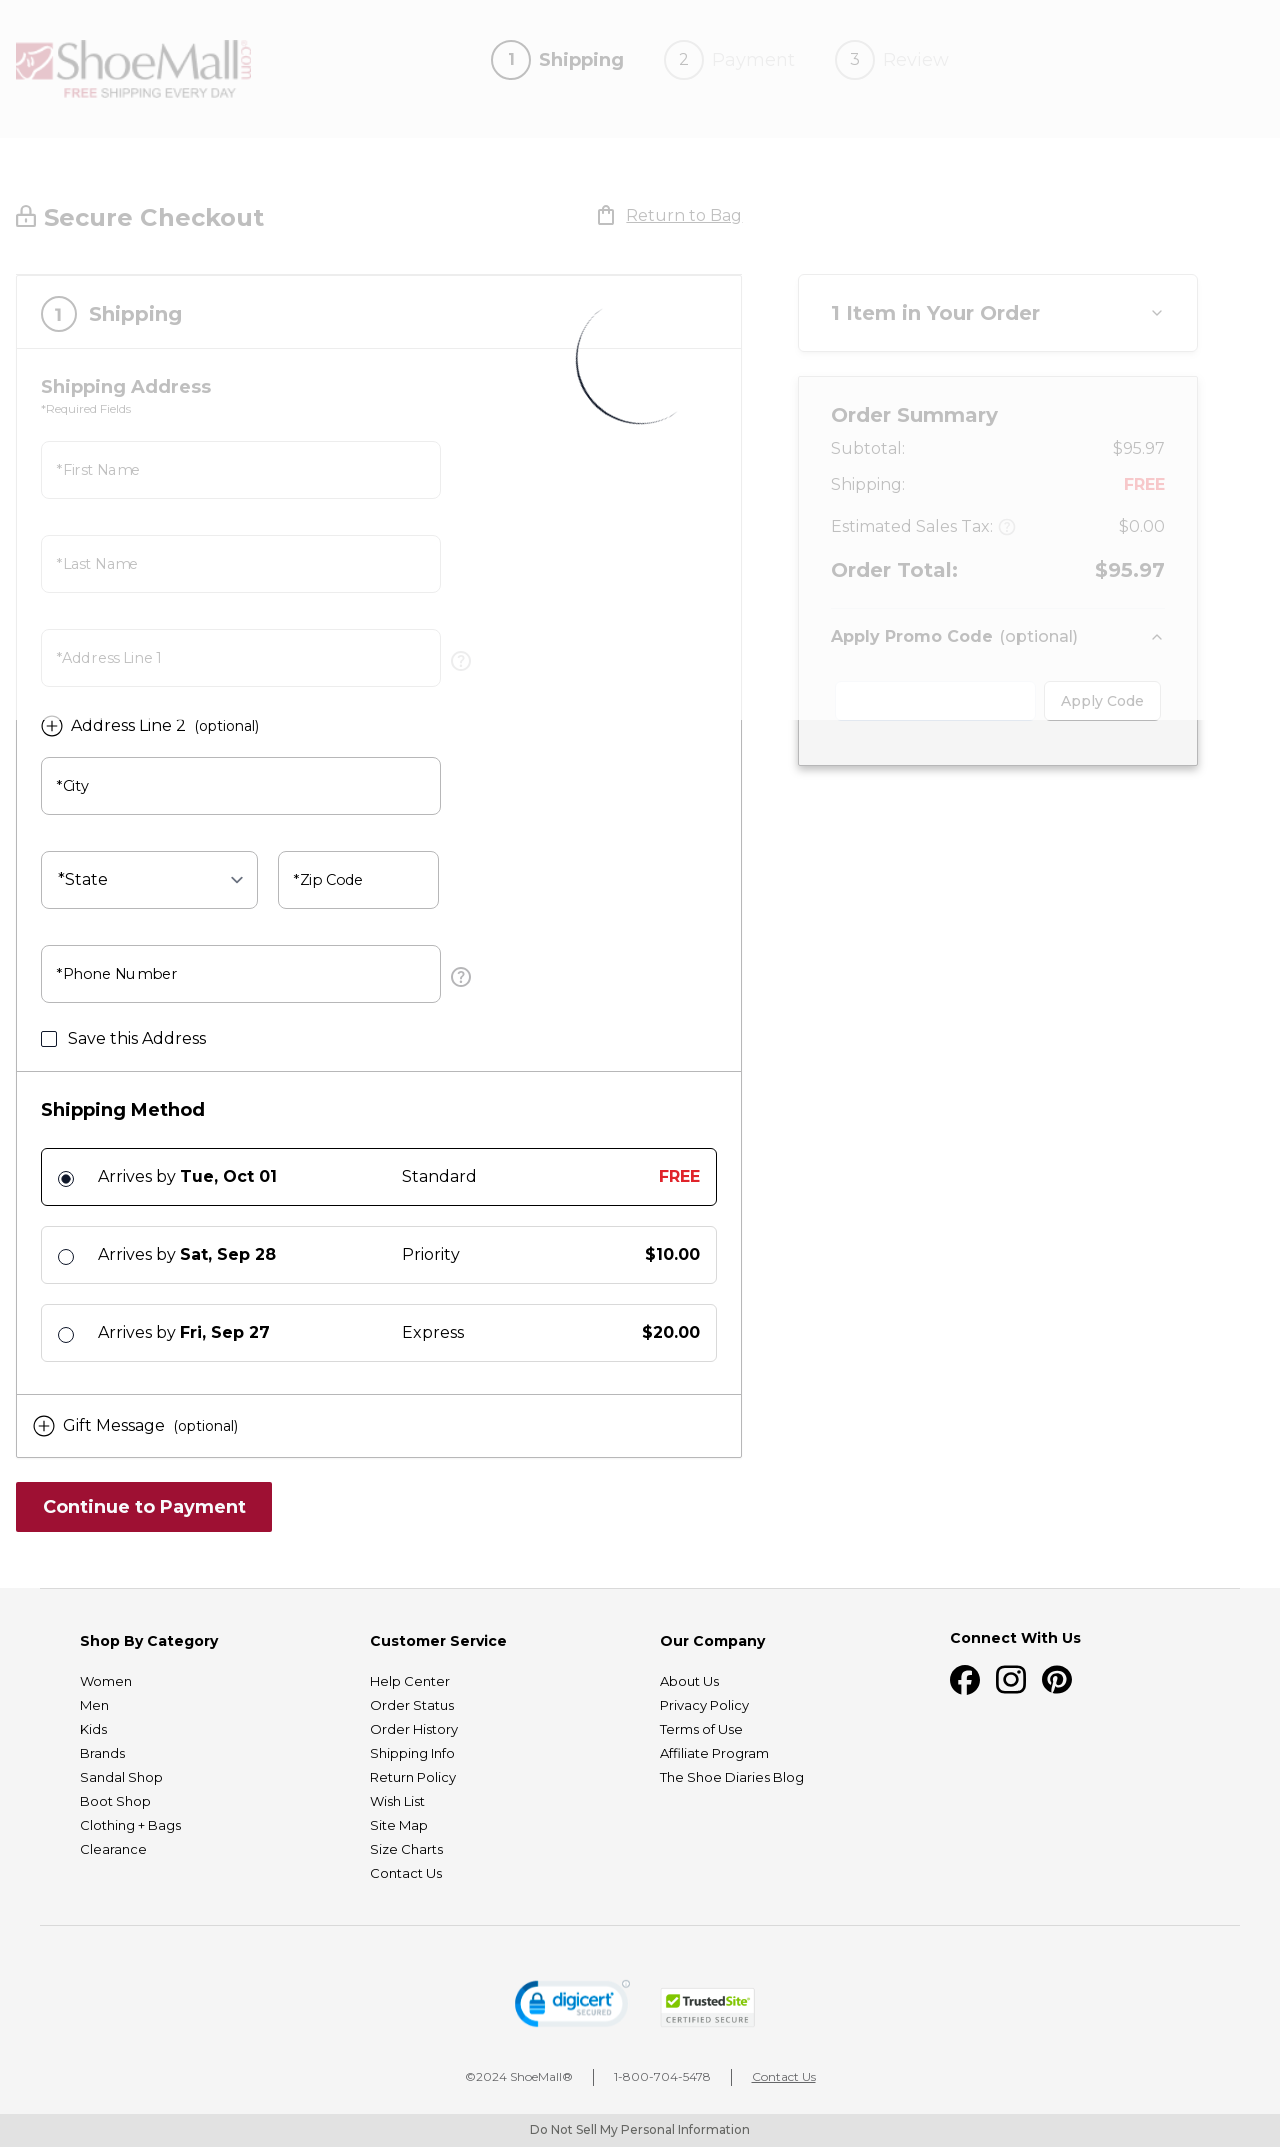 ShoeMall.com
FREE SHIPPING EVERY DAY
1 Shipping
2 Payment
3 Review
Secure Checkout
Return to Bag
1 Shipping
Shipping Address
*Required Fields
*First Name
*Last Name
*Address Line 1
?
Address Line 2 (optional)
*City
*State
*Zip Code
*Phone Number
?
Save this Address
Shipping Method
Arrives by Tue, Oct 01 Standard FREE
Arrives by Sat, Sep 28 Priority $10.00
Arrives by Fri, Sep 27 Express $20.00
Gift Message (optional)
Continue to Payment
1 Item in Your Order
Order Summary
Subtotal: $95.97
Shipping: FREE
Estimated Sales Tax: ? $0.00
Order Total: $95.97
Apply Promo Code (optional)
Apply Code
Shop By Category
Women
Men
Kids
Brands
Sandal Shop
Boot Shop
Clothing + Bags
Clearance
Customer Service
Help Center
Order Status
Order History
Shipping Info
Return Policy
Wish List
Site Map
Size Charts
Contact Us
Our Company
About Us
Privacy Policy
Terms of Use
Affiliate Program
The Shoe Diaries Blog
Connect With Us
digicert
SECURED
TrustedSite
CERTIFIED SECURE
©2024 ShoeMall®
1-800-704-5478
Contact Us
Do Not Sell My Personal Information